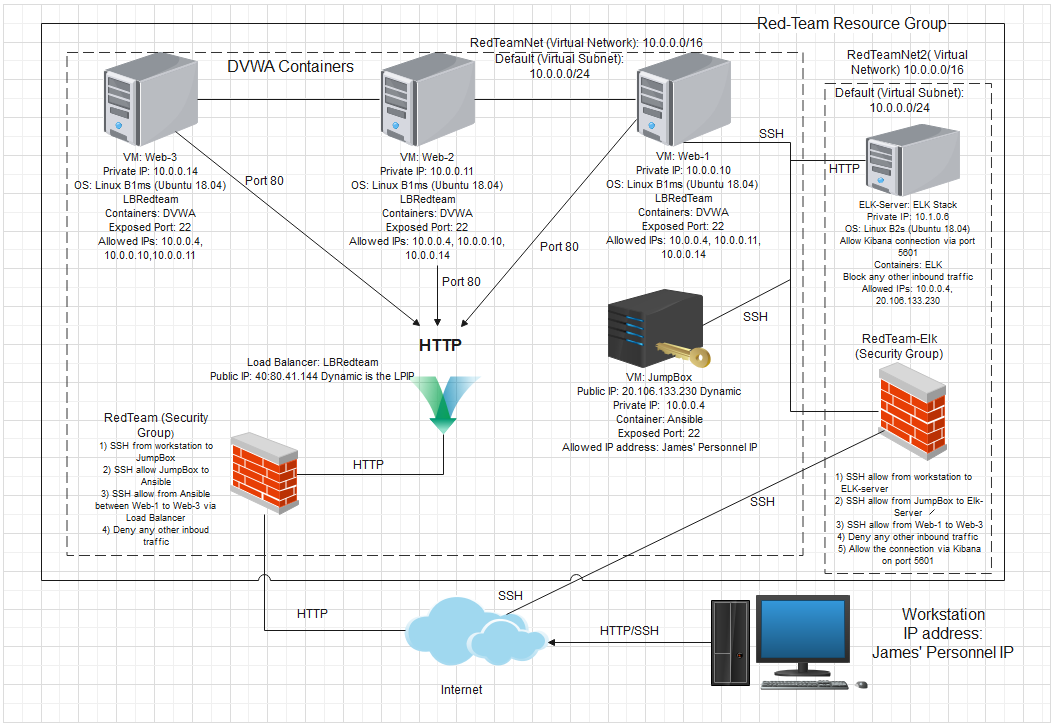 Red-Team Resource Group
RedTeamNet (Virtual Network): 10.0.0.0/16
Default (Virtual Subnet):
10.0.0.0/24
DVWA Containers
RedTeamNet2( Virtual
Network) 10.0.0.0/16
Default (Virtual Subnet):
10.0.0.0/24
VM: Web-3
Private IP: 10.0.0.14
OS: Linux B1ms (Ubuntu 18.04)
LBRedteam
Containers: DVWA
Exposed Port: 22
Allowed IPs: 10.0.0.4,
10.0.0.10,10.0.0.11
Port 80
VM: Web-2
Private IP: 10.0.0.11
OS: Linux B1ms (Ubuntu 18.04)
LBRedteam
Containers: DVWA
Exposed Port: 22
Allowed IPs: 10.0.0.4, 10.0.0.10,
10.0.0.14
Port 80
VM: Web-1
Private IP: 10.0.0.10
OS: Linux B1ms (Ubuntu 18.04)
LBRedTeam
Containers: DVWA
Exposed Port: 22
Allowed IPs: 10.0.0.4, 10.0.0.11,
10.0.0.14
Port 80
SSH
HTTP
ELK-Server: ELK Stack
Private IP: 10.1.0.6
OS: Linux B2s (Ubuntu 18.04)
Allow Kibana connection via port
5601
Containers: ELK
Block any other inbound traffic
Allowed IPs: 10.0.0.4,
20.106.133.230
HTTP
Load Balancer: LBRedteam
Public IP: 40:80.41.144 Dynamic is the LPIP
SSH
VM: JumpBox
Public IP: 20.106.133.230 Dynamic
Private IP: 10.0.0.4
Container: Ansible
Exposed Port: 22
Allowed IP address: James' Personnel IP
RedTeam-Elk
(Security Group)
RedTeam (Security
Group)
1) SSH from workstation to
JumpBox
2) SSH allow JumpBox to
Ansible
3) SSH allow from Ansible
between Web-1 to Web-3 via
Load Balancer
4) Deny any other inboud
traffic
HTTP
SSH
1) SSH allow from workstation to
ELK-server
2) SSH allow from JumpBox to Elk-
Server
3) SSH allow from Web-1 to Web-3
4) Deny any other inbound traffic
5) Allow the connection via Kibana
on port 5601
HTTP
SSH
HTTP/SSH
Internet
Workstation
IP address:
James' Personnel IP